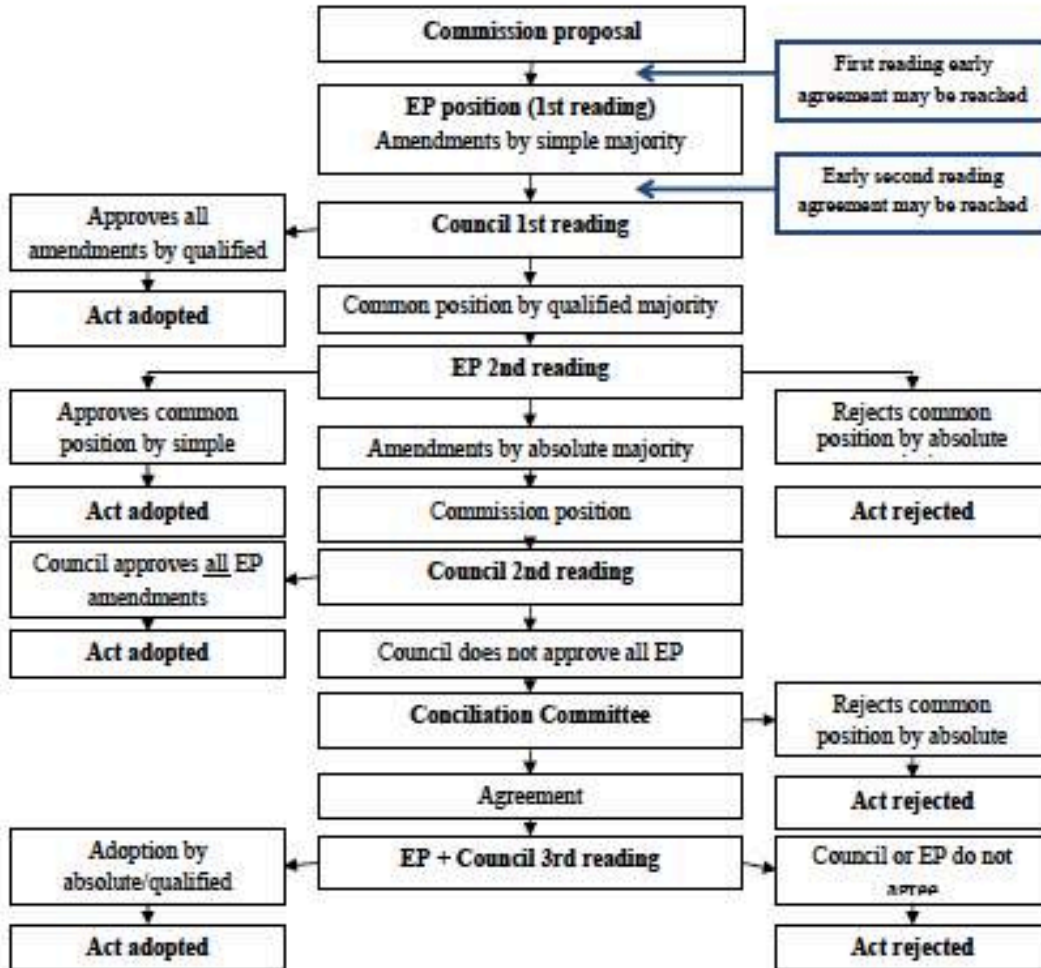 Commission proposal
First reading early
agreement may be reached
EP position (1st reading)
Amendments by simple majority
Early second reading
agreement may be reached
Approves all
amendments by qualified
Council 1st reading
Act adopted
Common position by qualified majority
EP 2nd reading
Approves common
position by simple
Amendments by absolute majority
Rejects common
position by absolute
Act adopted
Commission position
Act rejected
Council approves all EP
amendments
Council 2nd reading
Act adopted
Council does not approve all EP
Conciliation Committee
Rejects common
position by absolute
Agreement
Act rejected
Adoption by
absolute/qualified
EP + Council 3rd reading
Council or EP do not
agree
Act adopted
Act rejected